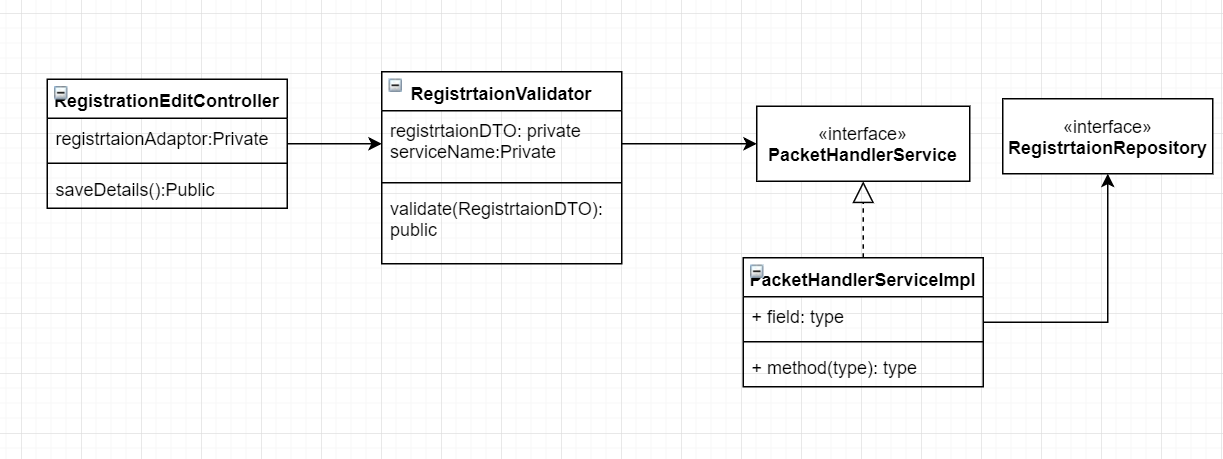 RegistrationEditController
registrtaionAdaptor:Private
saveDetails():Public
RegistrtaionValidator
registrtaionDTO: private
serviceName:Private
validate(RegistrtaionDTO):
public
«interface»
PacketHandlerService
«interface»
RegistrtaionRepository
PacketHandlerServiceImpl
+ field: type
+ method(type): type